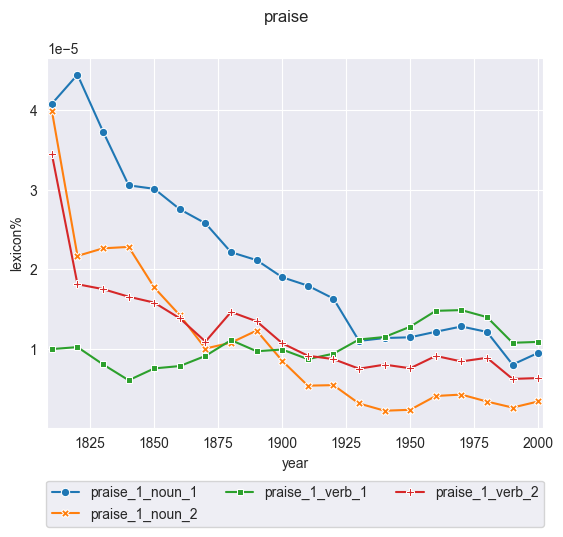 praise
1e−5
4
3
2
1
lexicon%
1825 1850 1875 1900 1925 1950 1975 2000
year
praise_1_noun_1 praise_1_verb_1 praise_1_verb_2
praise_1_noun_2